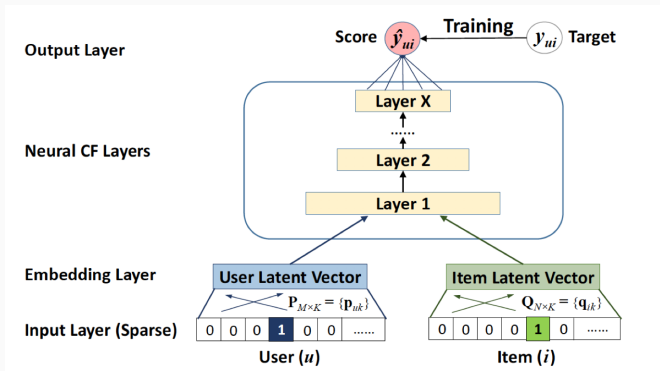 Output Layer
Score ŷui Training yui Target
Layer X
......
Neural CF Layers
Layer 2
Layer 1
Embedding Layer
User Latent Vector
Item Latent Vector
PM×K = {puk}
QN×K = {qik}
Input Layer (Sparse)
0 0 0 1 0 0 ......
0 0 0 0 1 0 ......
User (u)
Item (i)